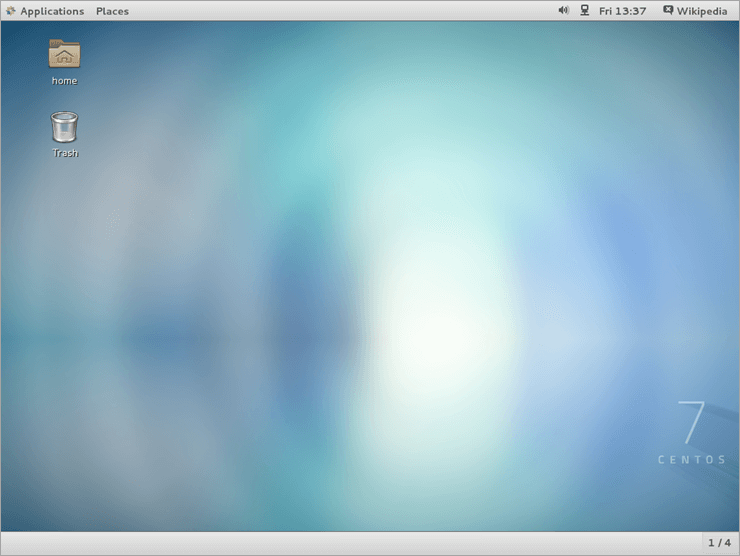 Applications Places Fri 13:37 Wikipedia
home
Trash
7
CENTOS
1 / 4